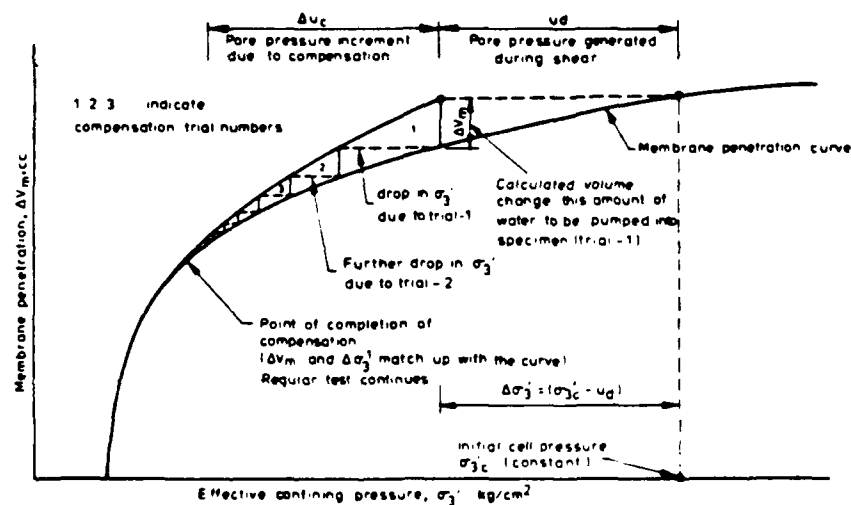 Δuc
ud
Pore pressure increment
due to compensation
Pore pressure generated
during shear
1 2 3 indicate
compensation trial numbers
1
ΔVm
2
3
Membrane penetration curve
drop in σ3'
due to trial-1
Calculated volume
change this amount of
water to be pumped into
specimen (trial-1)
Further drop in σ3'
due to trial-2
Point of completion of
compensation
(ΔVm and Δσ3' match up with the curve)
Regular test continues
Δσ3' = (σ3c' - ud)
Initial cell pressure
σ3c' (constant)
Membrane penetration, ΔVm,cc
Effective confining pressure, σ3' kg/cm2